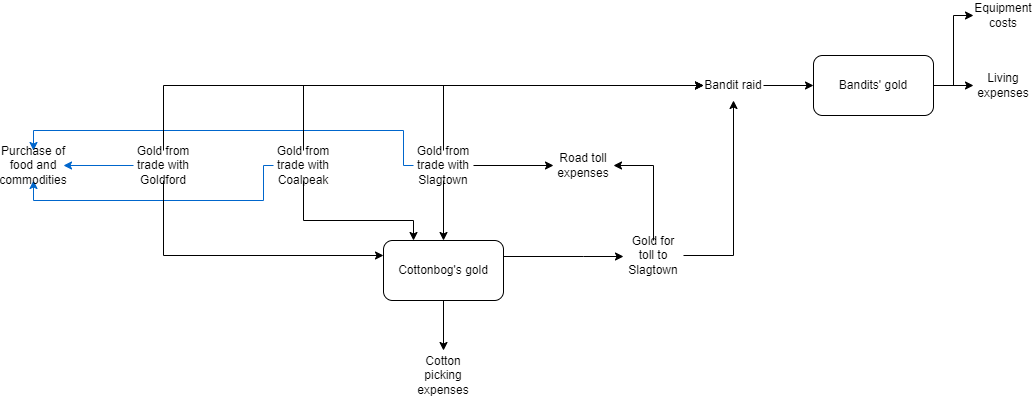 Equipment
costs
Bandit raid
Bandits' gold
Living
expenses
Purchase of
food and
commodities
Gold from
trade with
Goldford
Gold from
trade with
Coalpeak
Gold from
trade with
Slagtown
Road toll
expenses
Cottonbog's gold
Gold for
toll to
Slagtown
Cotton
picking
expenses